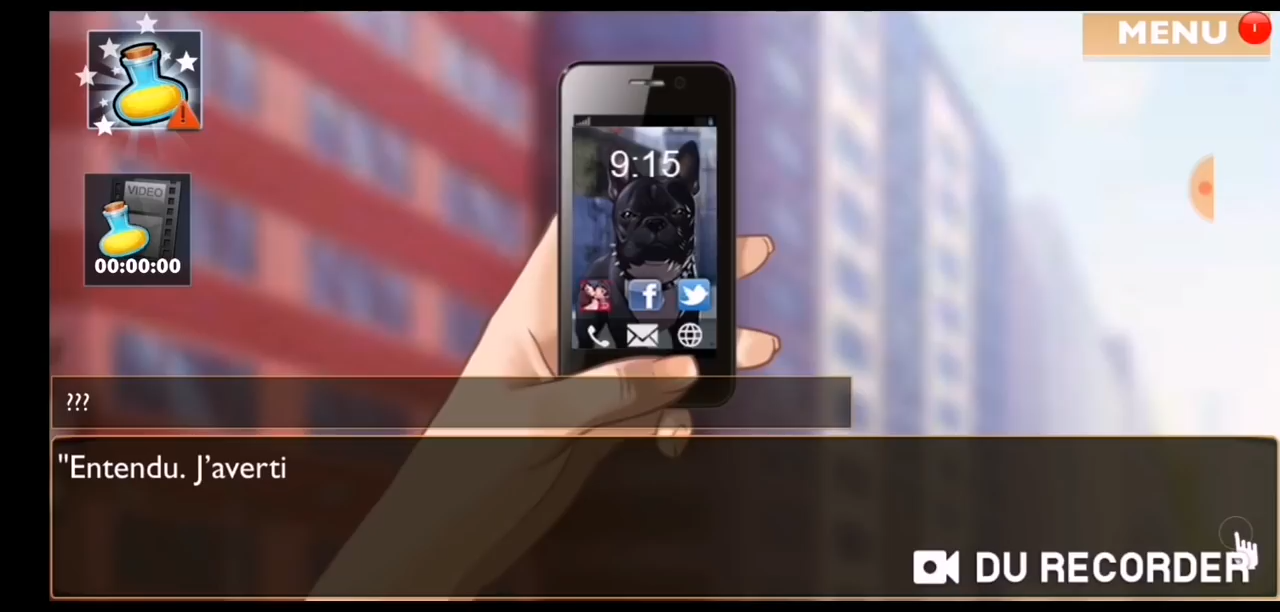 MENU
VIDEO
00:00:00
9:15
???
"Entendu. J'averti
DU RECORDER